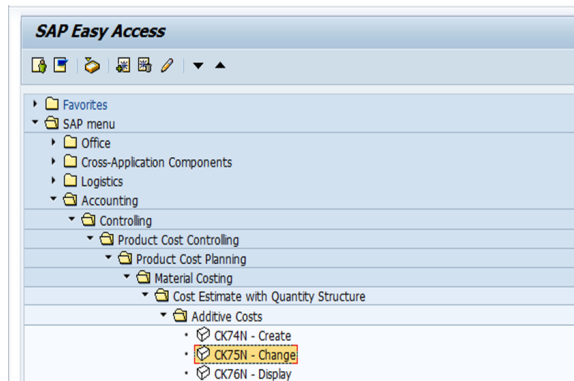 SAP Easy Access
Favorites
SAP menu
Office
Cross-Application Components
Logistics
Accounting
Controlling
Product Cost Controlling
Product Cost Planning
Material Costing
Cost Estimate with Quantity Structure
Additive Costs
CK74N - Create
CK75N - Change
CK76N - Display